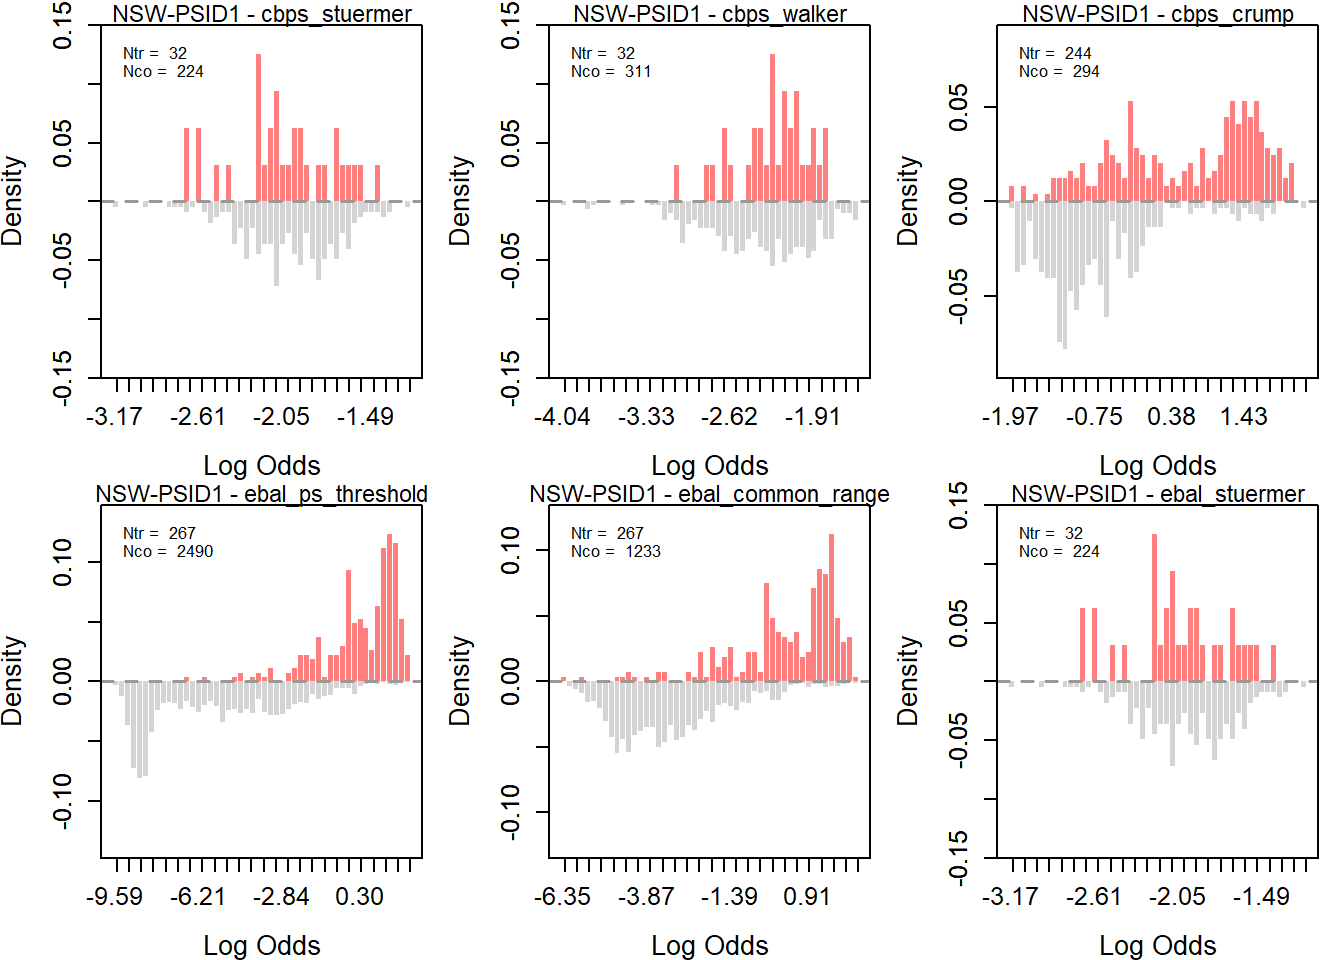 NSW-PSID1 - cbps_stuermer
Ntr = 32
Nco = 224
0.15
0.05
-0.05
-0.15
Density
-3.17 -2.61 -2.05 -1.49
Log Odds
NSW-PSID1 - cbps_walker
Ntr = 32
Nco = 311
0.15
0.05
-0.05
-0.15
Density
-4.04 -3.33 -2.62 -1.91
Log Odds
NSW-PSID1 - cbps_crump
Ntr = 244
Nco = 294
0.05
0.00
-0.05
Density
-1.97 -0.75 0.38 1.43
Log Odds
NSW-PSID1 - ebal_ps_threshold
Ntr = 267
Nco = 2490
0.10
0.00
-0.10
Density
-9.59 -6.21 -2.84 0.30
Log Odds
NSW-PSID1 - ebal_common_range
Ntr = 267
Nco = 1233
0.10
0.00
-0.10
Density
-6.35 -3.87 -1.39 0.91
Log Odds
NSW-PSID1 - ebal_stuermer
Ntr = 32
Nco = 224
0.15
0.05
-0.05
-0.15
Density
-3.17 -2.61 -2.05 -1.49
Log Odds